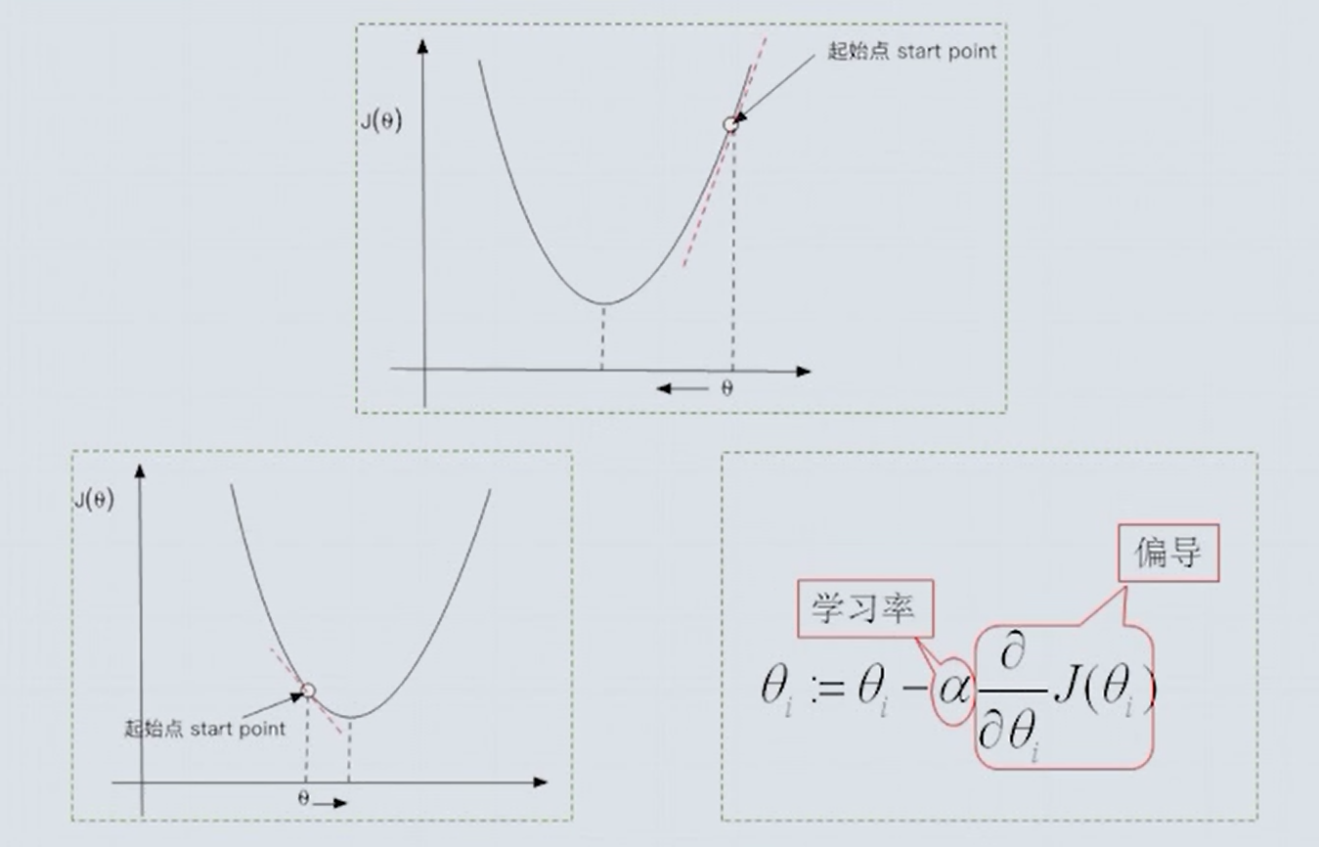 起始点 start point
J(θ)
θ
J(θ)
起始点 start point
θ
偏导
学习率
θᵢ := θᵢ − α ∂/∂θᵢ J(θᵢ)